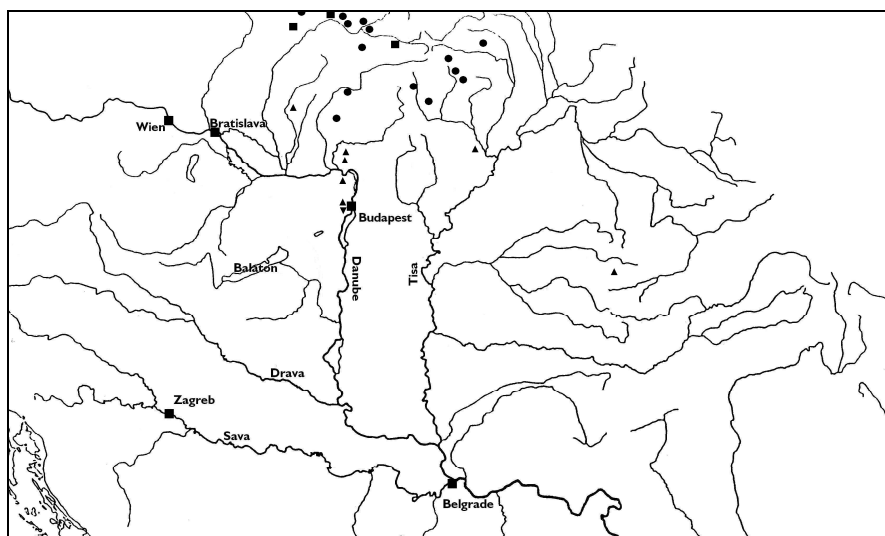 Wien
Bratislava
Budapest
Balaton
Danube
Tisa
Drava
Zagreb
Sava
Belgrade